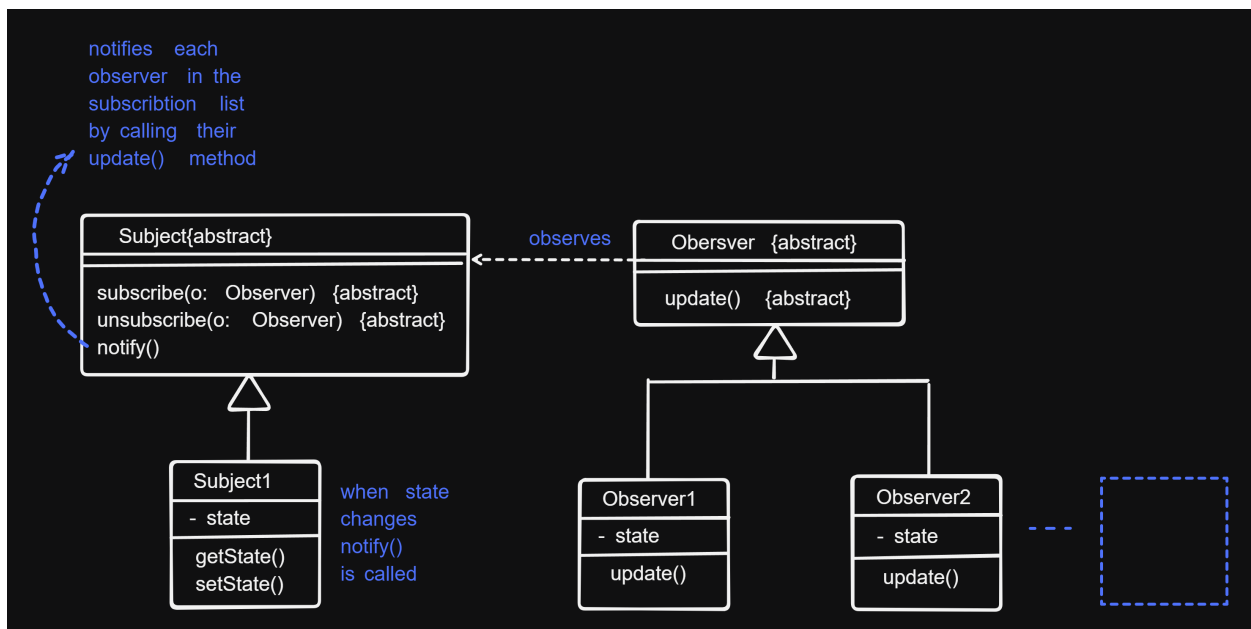 notifies each
observer in the
subscribtion list
by calling their
update() method
Subject{abstract}
subscribe(o: Observer) {abstract}
unsubscribe(o: Observer) {abstract}
notify()
observes
Obersver {abstract}
update() {abstract}
Subject1
- state
getState()
setState()
when state
changes
notify()
is called
Observer1
- state
update()
Observer2
- state
update()